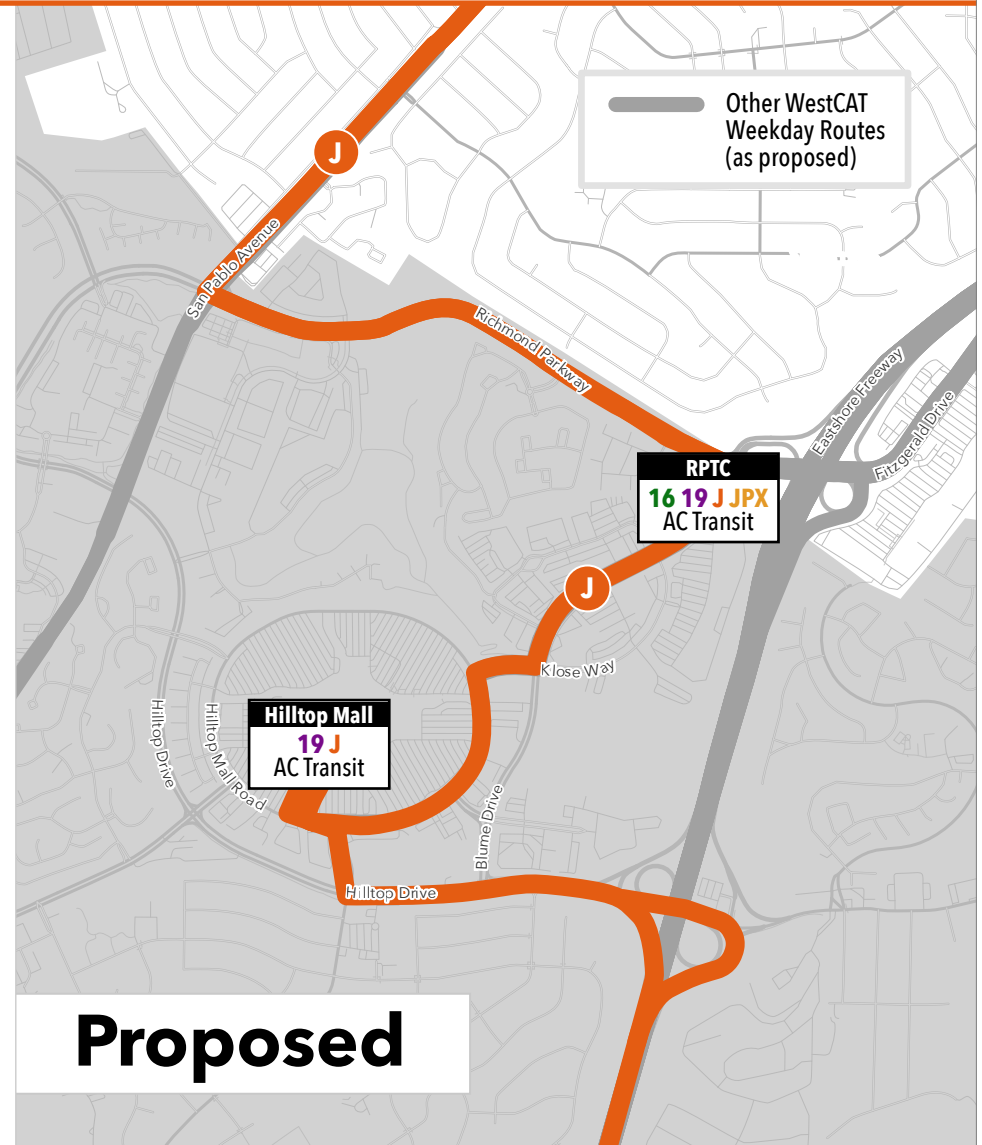 Other WestCAT
Weekday Routes
(as proposed)
J
San Pablo Avenue
Richmond Parkway
Eastshore Freeway
Fitzgerald Drive
RPTC
16 19 J JPX
AC Transit
J
Klose Way
Hilltop Mall
19 J
AC Transit
Hilltop Drive
Hilltop Mall Road
Blume Drive
Hilltop Drive
Proposed